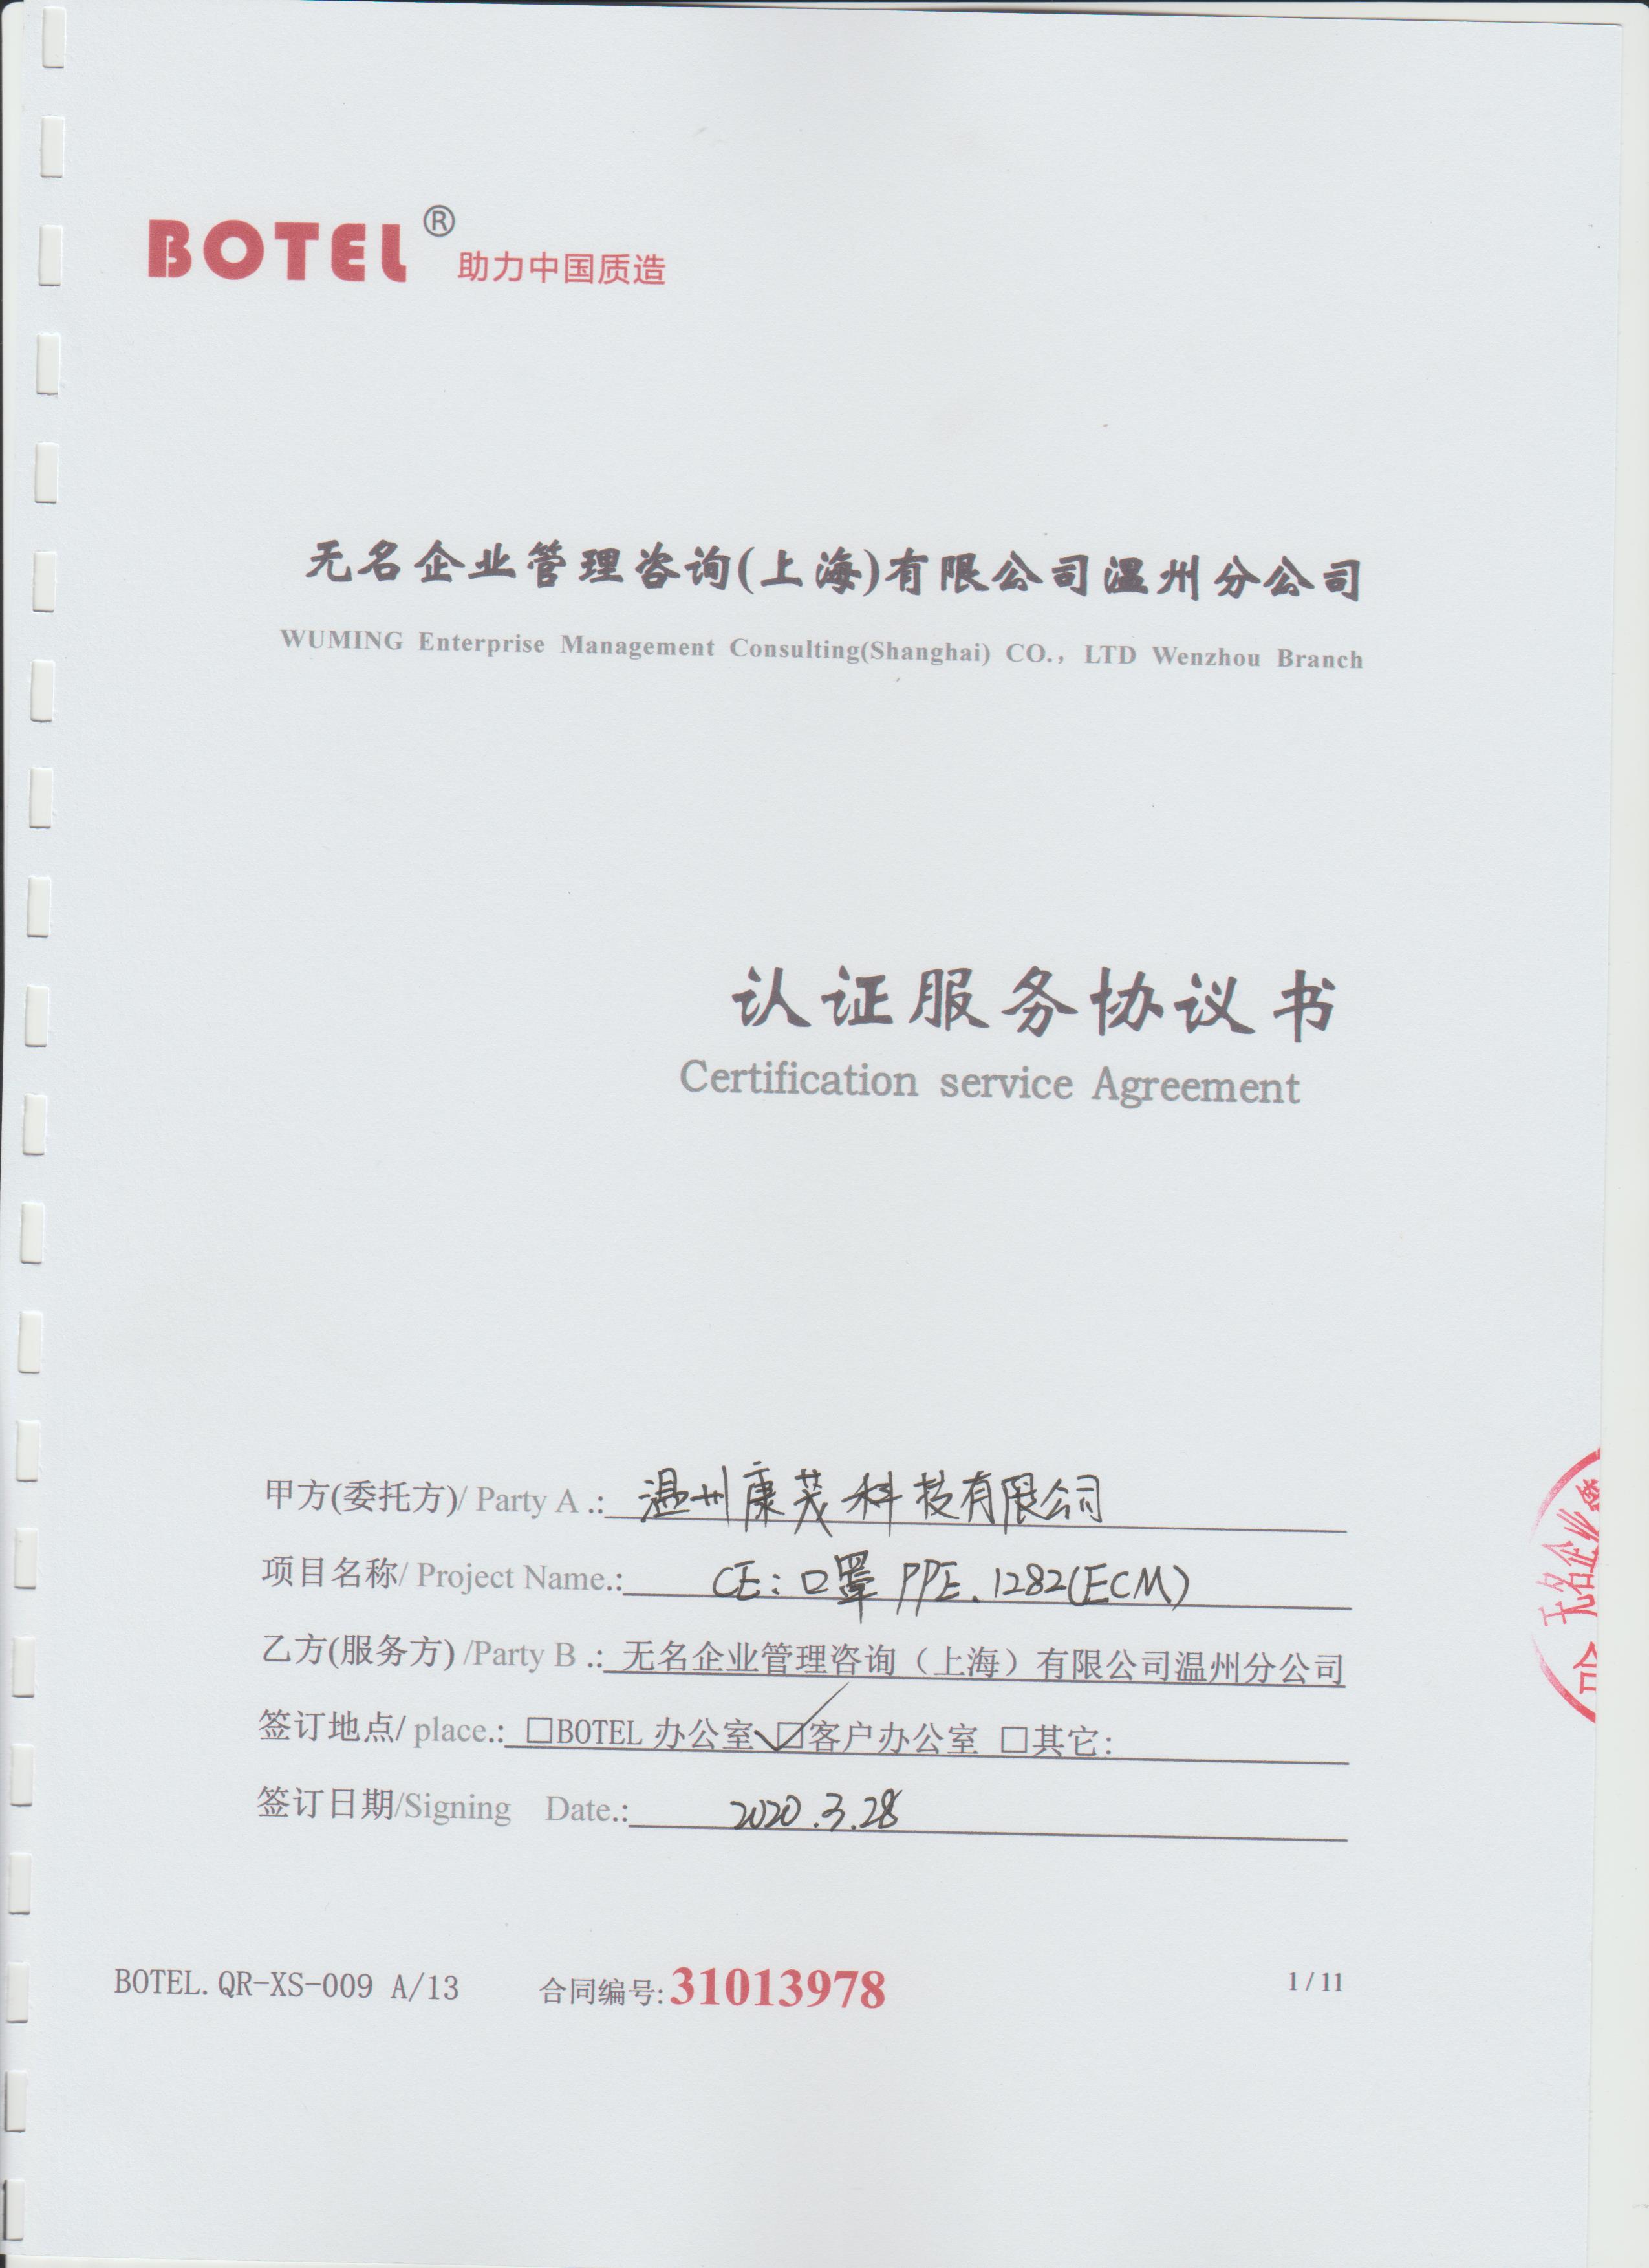 BOTEL® 助力中国质造
无名企业管理咨询(上海)有限公司温州分公司
WUMING Enterprise Management Consulting(Shanghai) CO., LTD Wenzhou Branch
认证服务协议书
Certification service Agreement
甲方(委托方)/ Party A .: 温州康茂科技有限公司
项目名称/ Project Name.: CE: 口罩 PPE. 1282(ECM)
乙方(服务方) /Party B .: 无名企业管理咨询（上海）有限公司温州分公司
签订地点/ place.: □BOTEL 办公室 ☑客户办公室 □其它:
签订日期/Signing Date.: 2020.3.28
无名企业
合
BOTEL.QR-XS-009 A/13 合同编号: 31013978 1 / 11